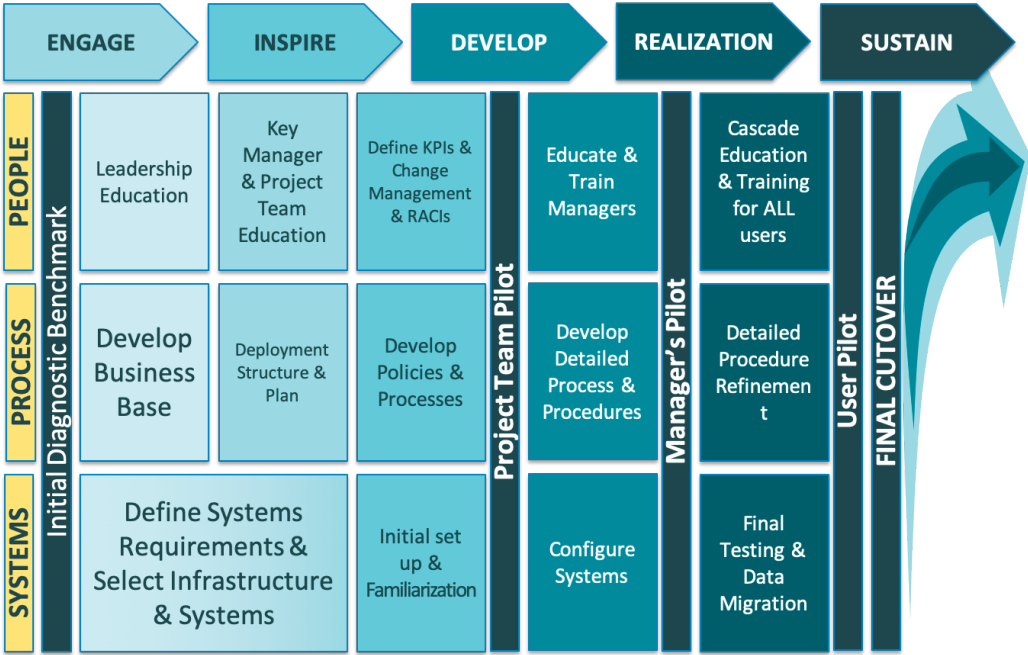 ENGAGE
INSPIRE
DEVELOP
REALIZATION
SUSTAIN
PEOPLE
Initial Diagnostic Benchmark
Leadership
Education
Key
Manager
& Project
Team
Education
Define KPIs &
Change
Management
& RACIs
Project Team Pilot
Educate &
Train
Managers
Manager's Pilot
Cascade
Education
& Training
for ALL
users
User Pilot
FINAL CUTOVER
PROCESS
Develop
Business
Base
Deployment
Structure &
Plan
Develop
Policies &
Processes
Develop
Detailed
Process &
Procedures
Detailed
Procedure
Refinemen
t
SYSTEMS
Define Systems
Requirements &
Select Infrastructure
& Systems
Initial set
up &
Familiarization
Configure
Systems
Final
Testing &
Data
Migration